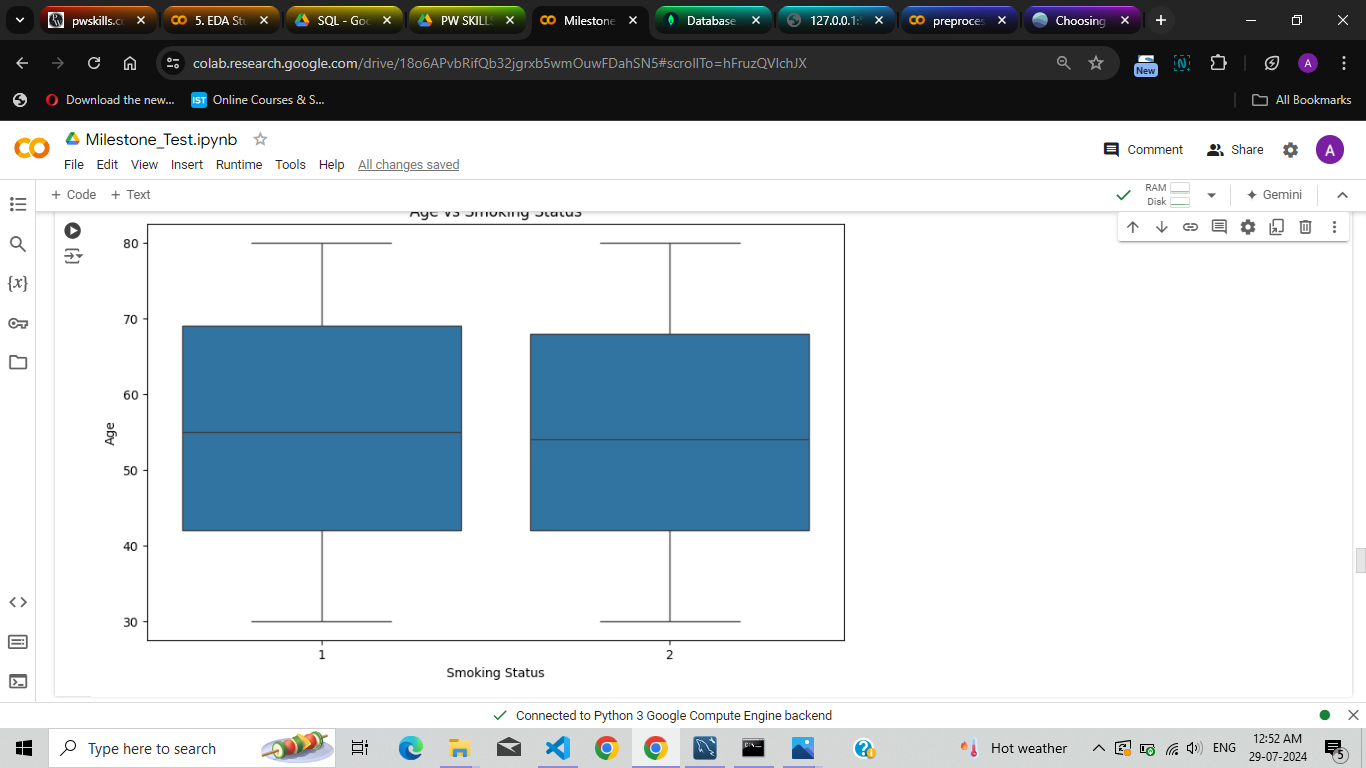 pwskills.c
5. EDA Stu
SQL - Goo
PW SKILL
Milestone
Database
127.0.0.1:
preproces
Choosing
colab.research.google.com/drive/18o6APvbRifQb32jgrxb5wmOuwFDahSN5#scrollTo=hFruzQVlchJX
New
A
Download the new...
IST
Online Courses & S...
All Bookmarks
Milestone_Test.ipynb
File Edit View Insert Runtime Tools Help All changes saved
Comment
Share
A
+ Code + Text
RAM
Disk
Gemini
Age vs Smoking Status
{x}
80
70
60
50
40
30
Age
1 2
Smoking Status
Connected to Python 3 Google Compute Engine backend
Type here to search
Hot weather
ENG
12:52 AM
29-07-2024
5